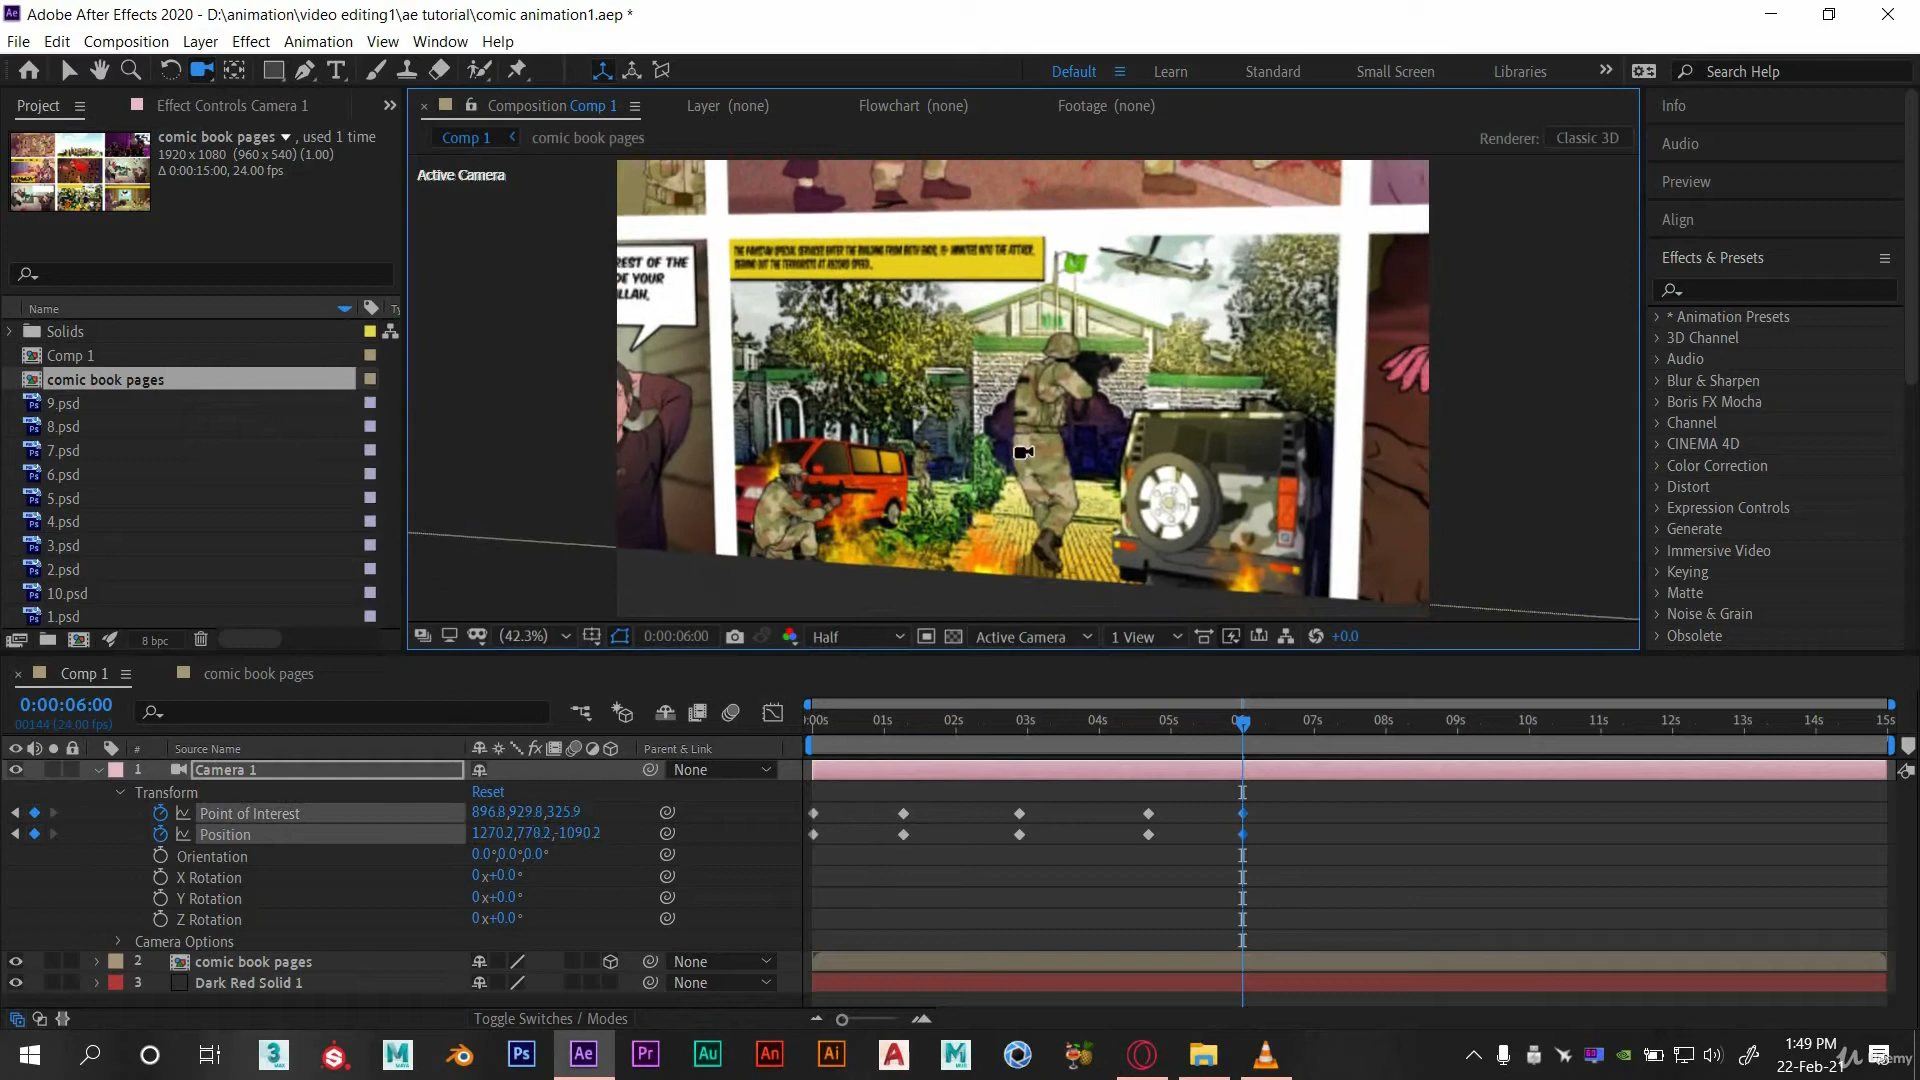 Adobe After Effects 2020 - D:\animation\video editing1\ae tutorial\comic animation1.aep *
File Edit Composition Layer Effect Animation View Window Help
Default Learn Standard Small Screen Libraries Search Help
Project Effect Controls Camera 1
comic book pages , used 1 time
1920 x 1080 (960 x 540) (1.00)
Δ 0:00:15:00, 24.00 fps
Name Ty
Solids
Comp 1
comic book pages
9.psd
8.psd
7.psd
6.psd
5.psd
4.psd
3.psd
2.psd
10.psd
1.psd
8 bpc
Composition Comp 1 Layer (none) Flowchart (none) Footage (none)
Comp 1 comic book pages Renderer: Classic 3D
Active Camera
REST OF THE
DE YOUR
LLAH,
(42.3%) 0:00:06:00 Half Active Camera 1 View +0.0
Info
Audio
Preview
Align
Effects & Presets
* Animation Presets
3D Channel
Audio
Blur & Sharpen
Boris FX Mocha
Channel
CINEMA 4D
Color Correction
Distort
Expression Controls
Generate
Immersive Video
Keying
Matte
Noise & Grain
Obsolete
Comp 1 comic book pages
0:00:06:00
00144 (24.00 fps)
:00s 01s 02s 03s 04s 05s 06s 07s 08s 09s 10s 11s 12s 13s 14s 15s
# Source Name Parent & Link
1 Camera 1 None
Transform Reset
Point of Interest 896.8,929.8,325.9
Position 1270.2,778.2,-1090.2
Orientation 0.0°,0.0°,0.0°
X Rotation 0x+0.0°
Y Rotation 0x+0.0°
Z Rotation 0x+0.0°
Camera Options
2 comic book pages None
3 Dark Red Solid 1 None
Toggle Switches / Modes
1:49 PM
22-Feb-21
Udemy